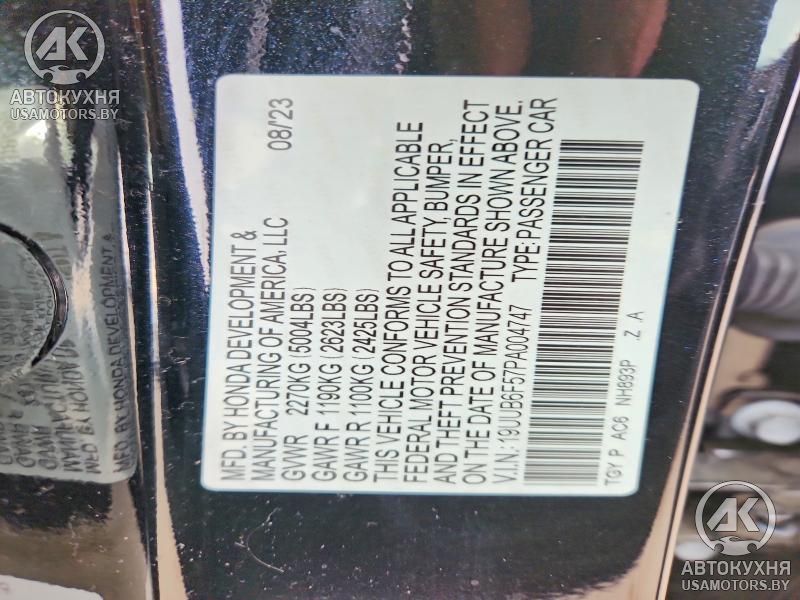 AK
АВТОКУХНЯ
USAMOTORS.BY
MFD. BY HONDA DEVELOPMENT &
MANUFACTURING OF AMERICA, LLC 08/23
GVWR 2270KG (5004LBS)
GAWR F 1190KG (2623LBS)
GAWR R 1100KG (2425LBS)
THIS VEHICLE CONFORMS TO ALL APPLICABLE
FEDERAL MOTOR VEHICLE SAFETY, BUMPER,
AND THEFT PREVENTION STANDARDS IN EFFECT
ON THE DATE OF MANUFACTURE SHOWN ABOVE.
V.I.N.: 19UUB6F57PA004747 TYPE: PASSENGER CAR
TGY P AC6 NH893P Z A
AK
АВТОКУХНЯ
USAMOTORS.BY